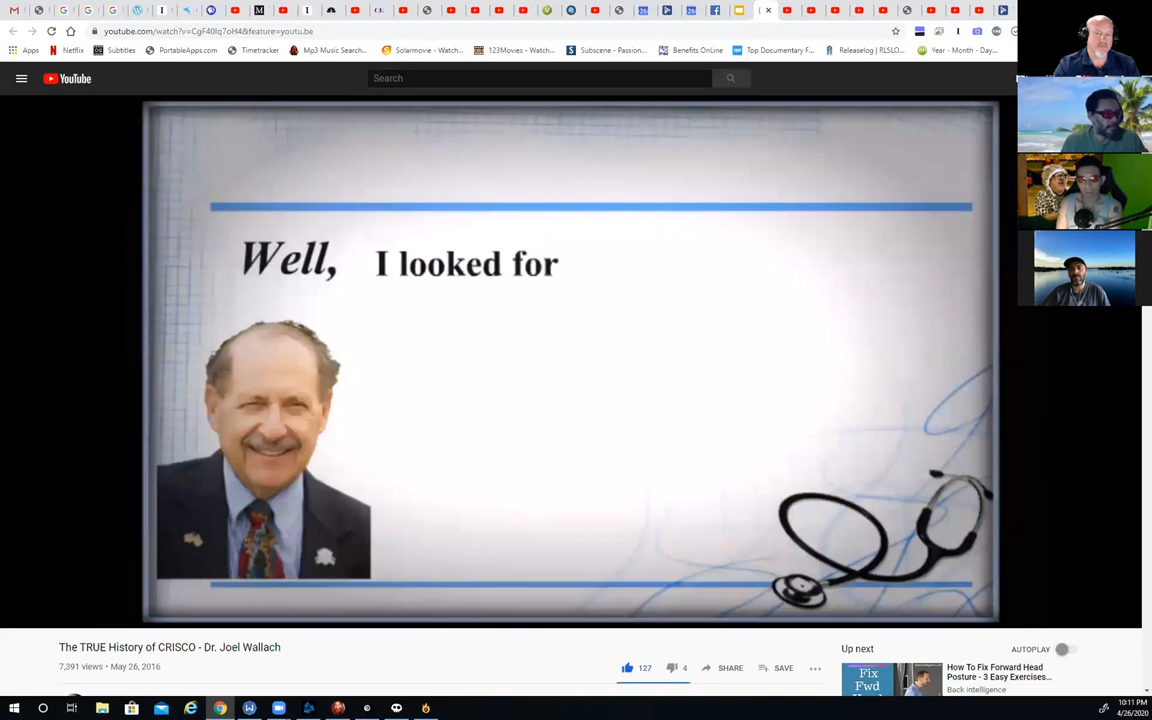 youtube.com/watch?v=CgF40lq7oH4&feature=youtu.be
Apps
Netflix
Subtitles
PortableApps.com
Timetracker
Mp3 Music Search...
Solarmovie - Watch...
123Movies - Watch...
Subscene - Passion...
Benefits OnLine
Top Documentary F...
Releaselog | RLSLO...
Year - Month - Day...
YouTube
Search
Well, I looked for
The TRUE History of CRISCO - Dr. Joel Wallach
7,391 views • May 26, 2016
127
4
SHARE
SAVE
Up next
AUTOPLAY
Fix
Fwd
How To Fix Forward Head
Posture - 3 Easy Exercises...
Back intelligence
10:11 PM
4/26/2020